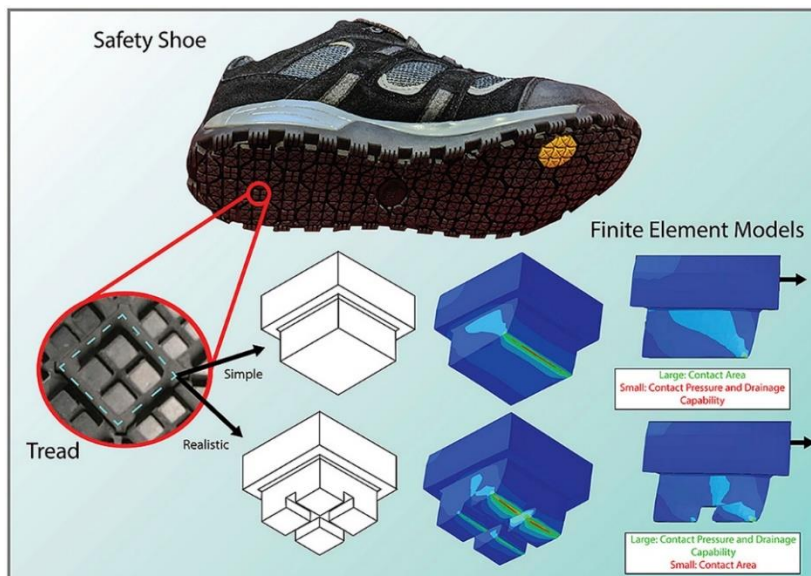 Safety Shoe
Finite Element Models
Simple
Large: Contact Area
Small: Contact Pressure and Drainage
Capability
Tread
Realistic
Large: Contact Pressure and Drainage
Capability
Small: Contact Area